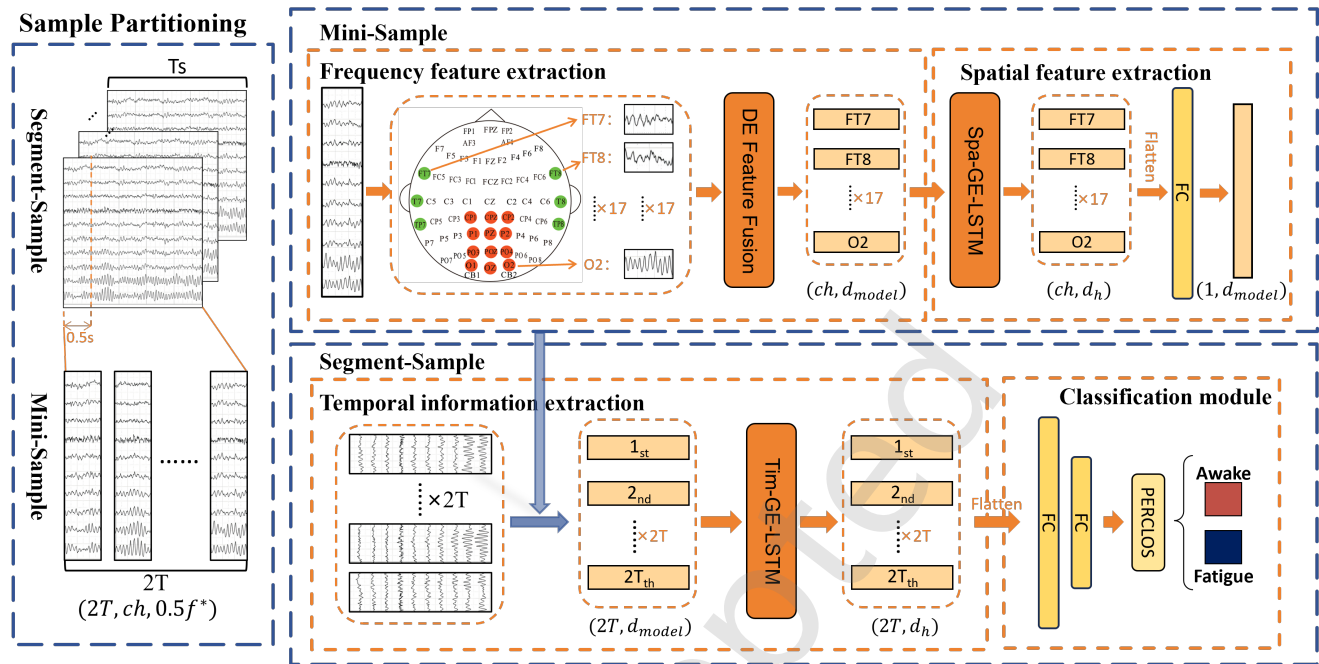 Sample Partitioning
Segment-Sample
Ts
0.5s
Mini-Sample
2T
(2T, ch, 0.5f*)
Mini-Sample
Frequency feature extraction
FP1 FPZ FP2
AF3 AF4
F7 F5 F3 F1 FZ F2 F4 F6 F8
FT7 FC5 FC3 FC1 FCZ FC2 FC4 FC6 FT8
T7 C5 C3 C1 CZ C2 C4 C6 T8
TP7 CP5 CP3 CP1 CPZ CP2 CP4 CP6 TP8
P7 P5 P3 P1 PZ P2 P4 P6 P8
PO7 PO5 PO3 POZ PO4 PO6 PO8
O1 OZ O2
CB1 CB2
FT7:
FT8:
×17 ×17
O2:
DE Feature Fusion
FT7
FT8
×17
O2
(ch, d_model)
Spatial feature extraction
Spa-GE-LSTM
FT7
FT8
×17
O2
(ch, d_h)
Flatten
FC
(1, d_model)
Segment-Sample
Temporal information extraction
×2T
1st
2nd
×2T
2Tth
(2T, d_model)
Tim-GE-LSTM
1st
2nd
×2T
2Tth
(2T, d_h)
Flatten
Classification module
FC
FC
PERCLOS
Awake
Fatigue
pted